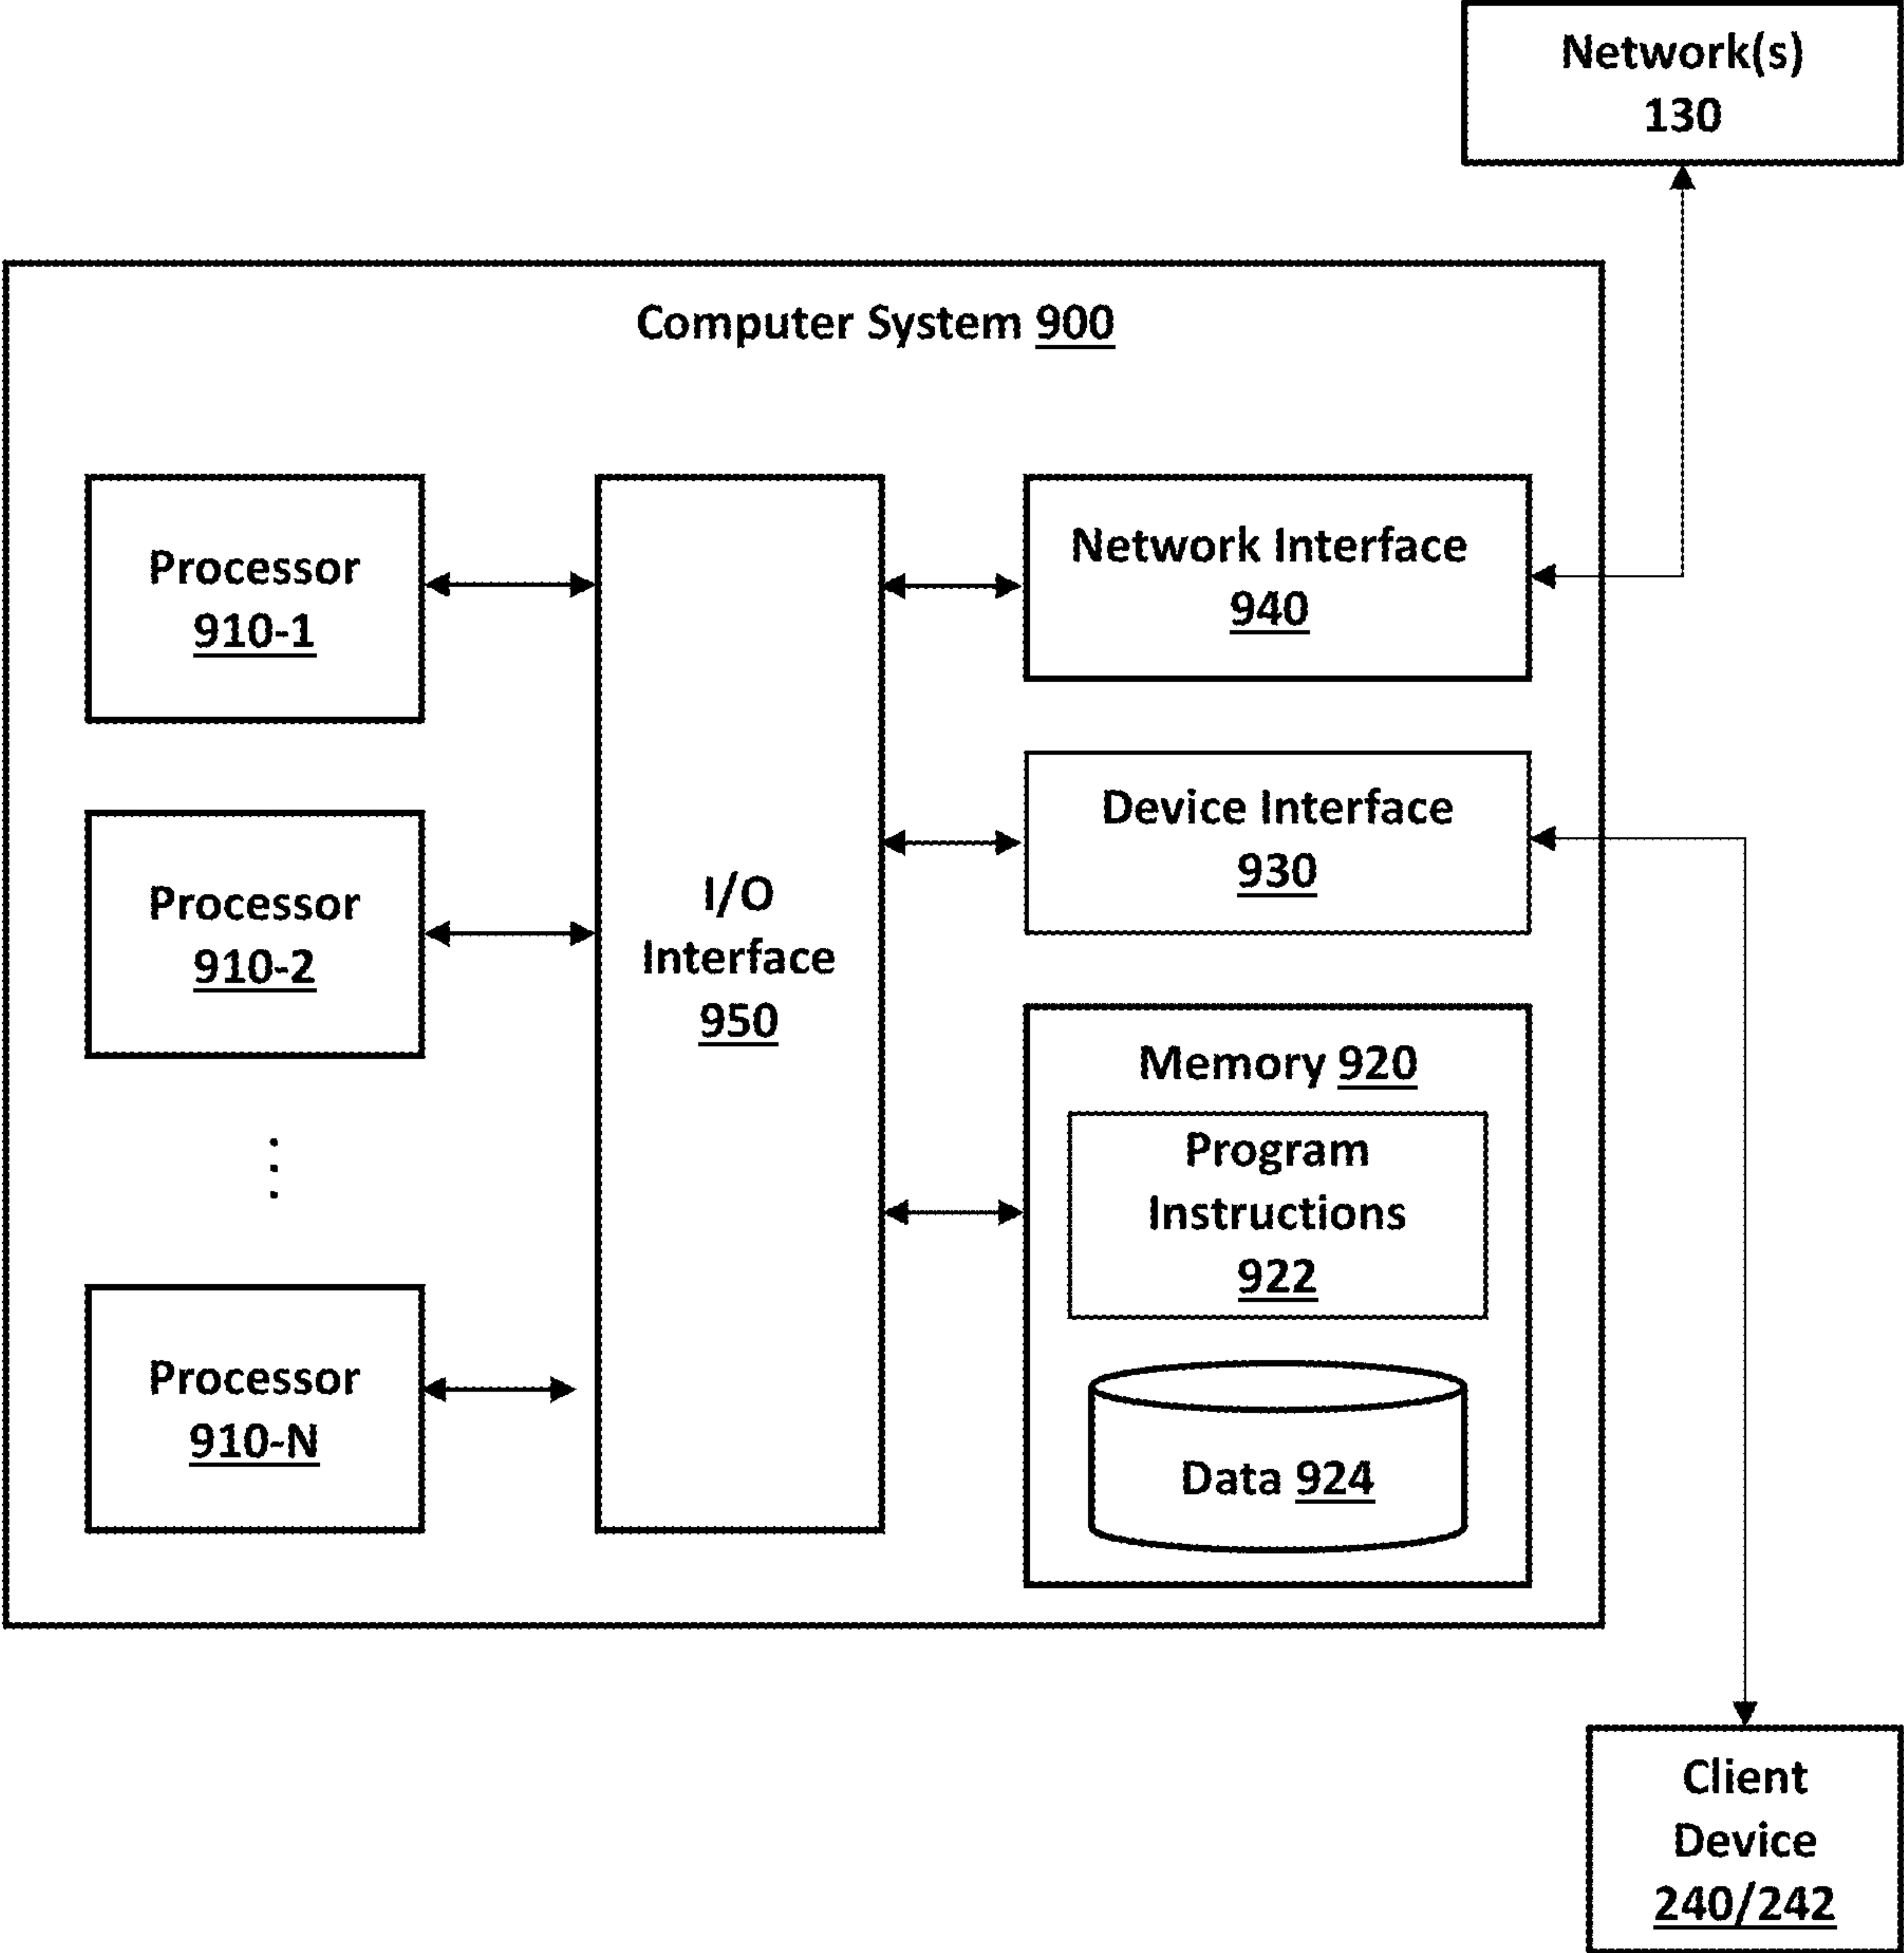 Network(s)
130
Computer System 900
Processor
910-1
Processor
910-2
Processor
910-N
I/O
Interface
950
Network Interface
940
Device Interface
930
Memory 920
Program
Instructions
922
Data 924
Client
Device
240/242